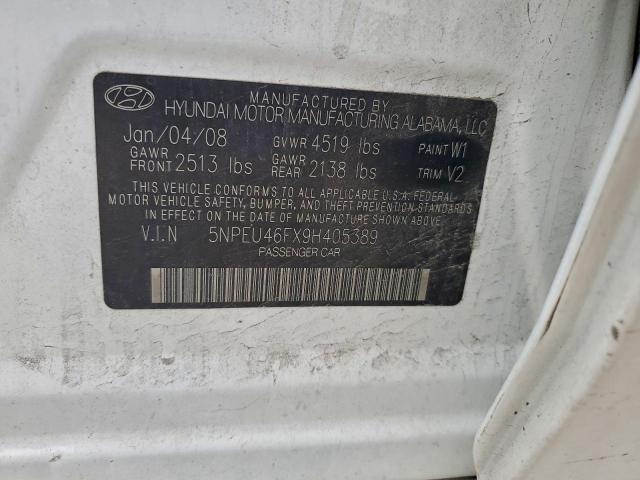 MANUFACTURED BY
HYUNDAI MOTOR MANUFACTURING ALABAMA, LLC
Jan/04/08 GVWR 4519 lbs PAINT W1
GAWR FRONT 2513 lbs GAWR REAR 2138 lbs TRIM V2
THIS VEHICLE CONFORMS TO ALL APPLICABLE U.S.A. FEDERAL
MOTOR VEHICLE SAFETY, BUMPER, AND THEFT PREVENTION STANDARDS
IN EFFECT ON THE DATE OF MANUFACTURE SHOWN ABOVE.
V.I.N 5NPEU46FX9H405389
PASSENGER CAR